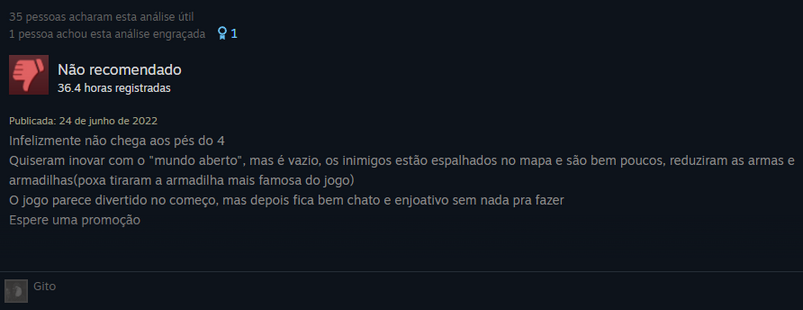 35 pessoas acharam esta análise útil
1 pessoa achou esta análise engraçada 1
Não recomendado
36.4 horas registradas
Publicada: 24 de junho de 2022
Infelizmente não chega aos pés do 4
Quiseram inovar com o "mundo aberto", mas é vazio, os inimigos estão espalhados no mapa e são bem poucos, reduziram as armas e
armadilhas(poxa tiraram a armadilha mais famosa do jogo)
O jogo parece divertido no começo, mas depois fica bem chato e enjoativo sem nada pra fazer
Espere uma promoção
Gito